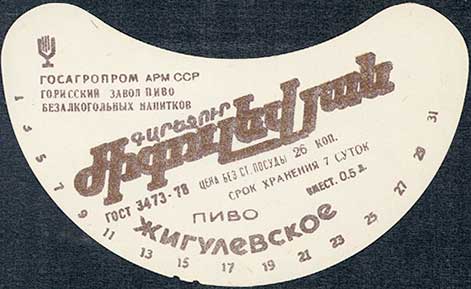 ГОСАГРОПРОМ АРМ ССР
ГОРИССКИЙ ЗАВОД ПИВО
БЕЗАЛКОГОЛЬНЫХ НАПИТКОВ
ԳԱՐԵՋՈՒՐ
ԺԻԳՈՒԼԵՎՅԱՆ
ГОСТ 3473-78 ЦЕНА БЕЗ СТ. ПОСУДЫ 26 КОП.
СРОК ХРАНЕНИЯ 7 СУТОК
ПИВО ВМЕСТ. 0.5 Л.
ЖИГУЛЕВСКОЕ
1 3 5 7 9 11 13 15 17 19 21 23 25 27 29 31